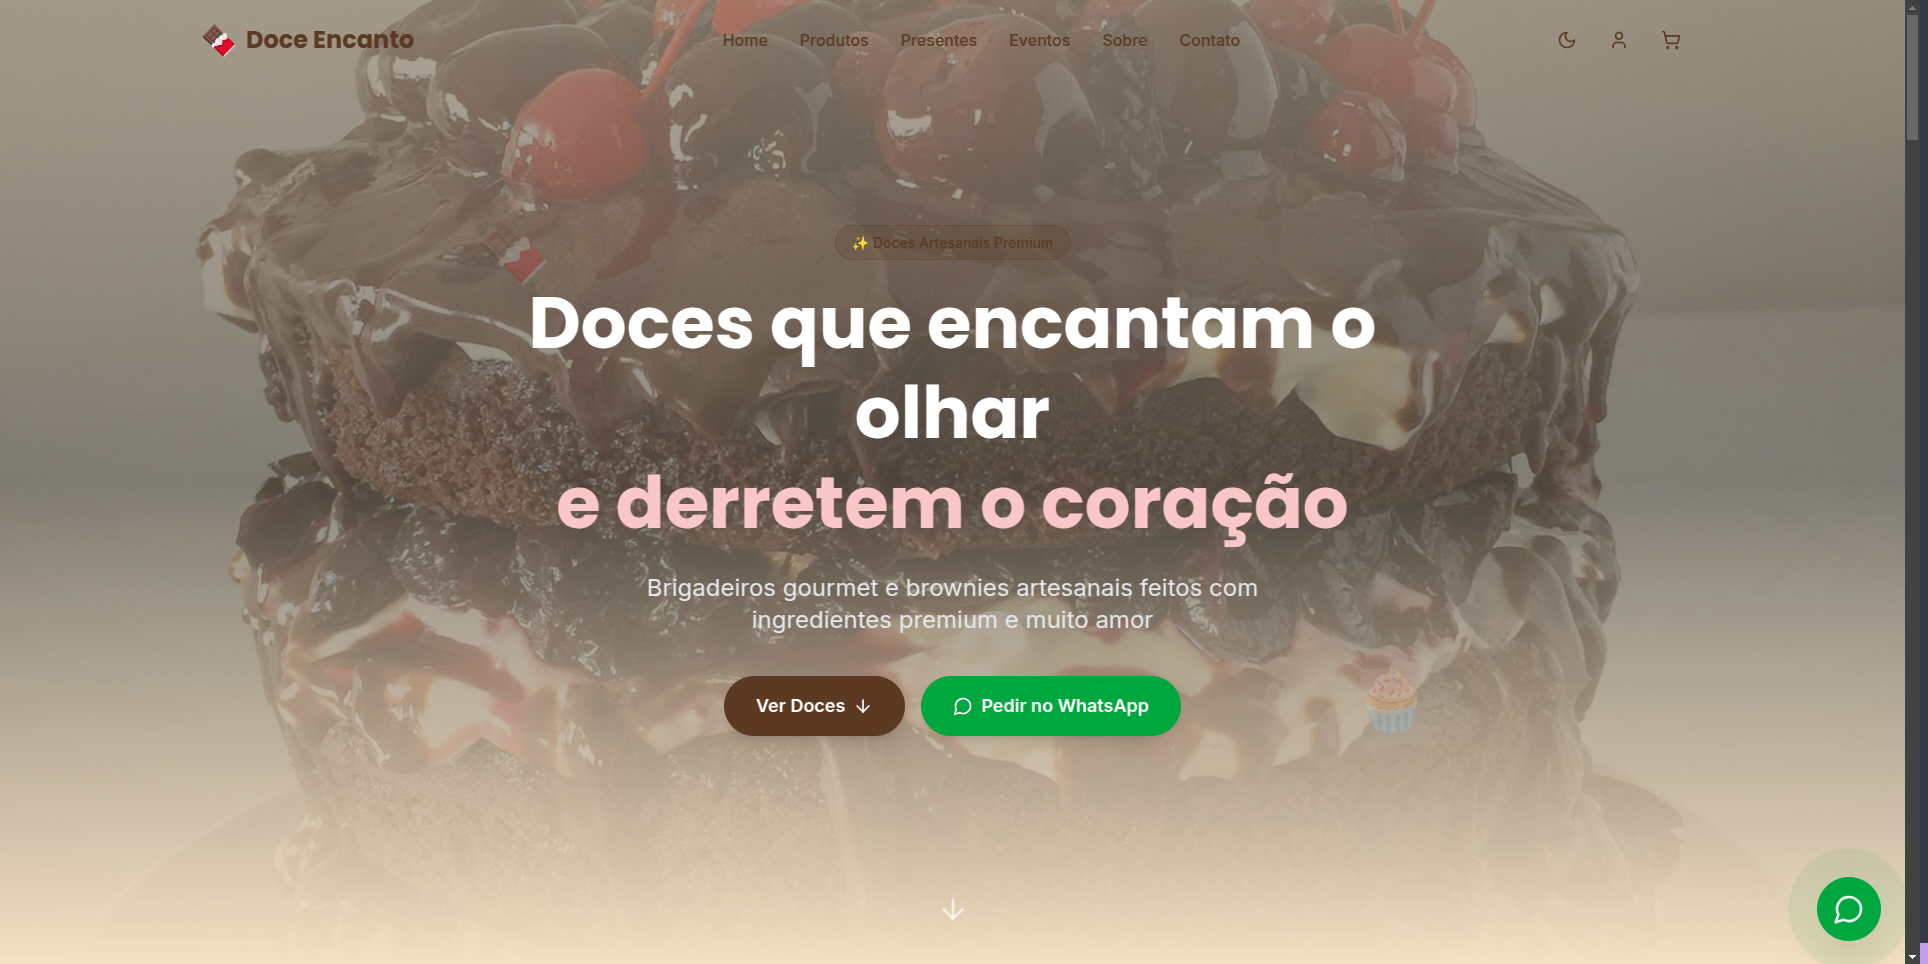 Doce Encanto
Home Produtos Presentes Eventos Sobre Contato
✨ Doces Artesanais Premium
Doces que encantam o
olhar
e derretem o coração
Brigadeiros gourmet e brownies artesanais feitos com
ingredientes premium e muito amor
Ver Doces
Pedir no WhatsApp